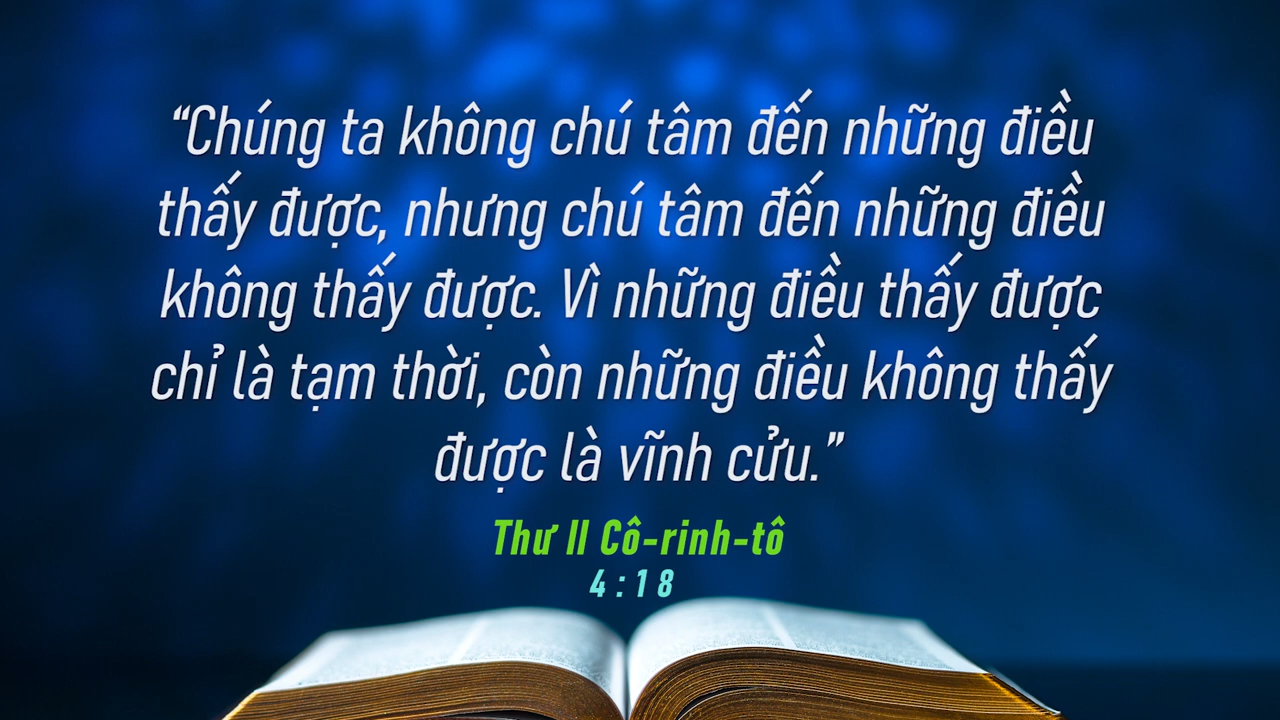 “Chúng ta không chú tâm đến những điều
thấy được, nhưng chú tâm đến những điều
không thấy được. Vì những điều thấy được
chỉ là tạm thời, còn những điều không thấy
được là vĩnh cửu.”
Thư II Cô-rinh-tô
4:18